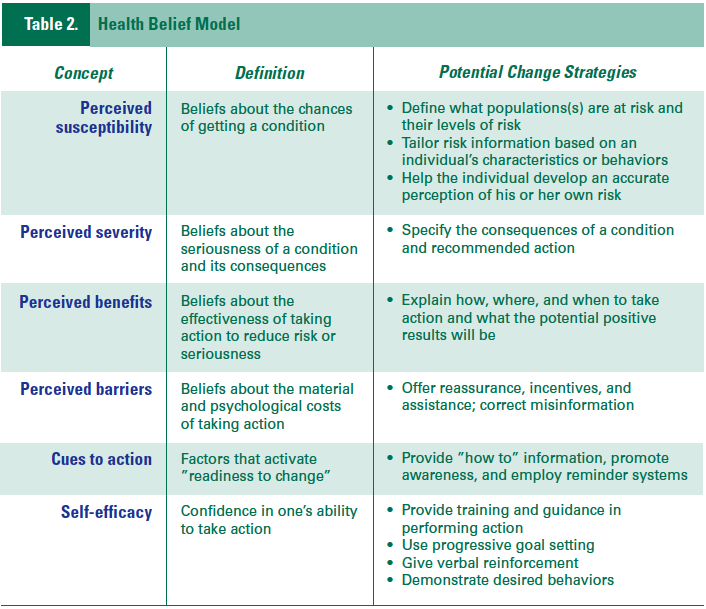 Table 2. Health Belief Model
Concept Definition Potential Change Strategies
Perceived
susceptibility
Beliefs about the chances
of getting a condition
• Define what populations(s) are at risk and
their levels of risk
• Tailor risk information based on an
individual’s characteristics or behaviors
• Help the individual develop an accurate
perception of his or her own risk
Perceived severity
Beliefs about the
seriousness of a condition
and its consequences
• Specify the consequences of a condition
and recommended action
Perceived benefits
Beliefs about the
effectiveness of taking
action to reduce risk or
seriousness
• Explain how, where, and when to take
action and what the potential positive
results will be
Perceived barriers
Beliefs about the material
and psychological costs
of taking action
• Offer reassurance, incentives, and
assistance; correct misinformation
Cues to action
Factors that activate
”readiness to change”
• Provide ”how to” information, promote
awareness, and employ reminder systems
Self-efficacy
Confidence in one’s ability
to take action
• Provide training and guidance in
performing action
• Use progressive goal setting
• Give verbal reinforcement
• Demonstrate desired behaviors